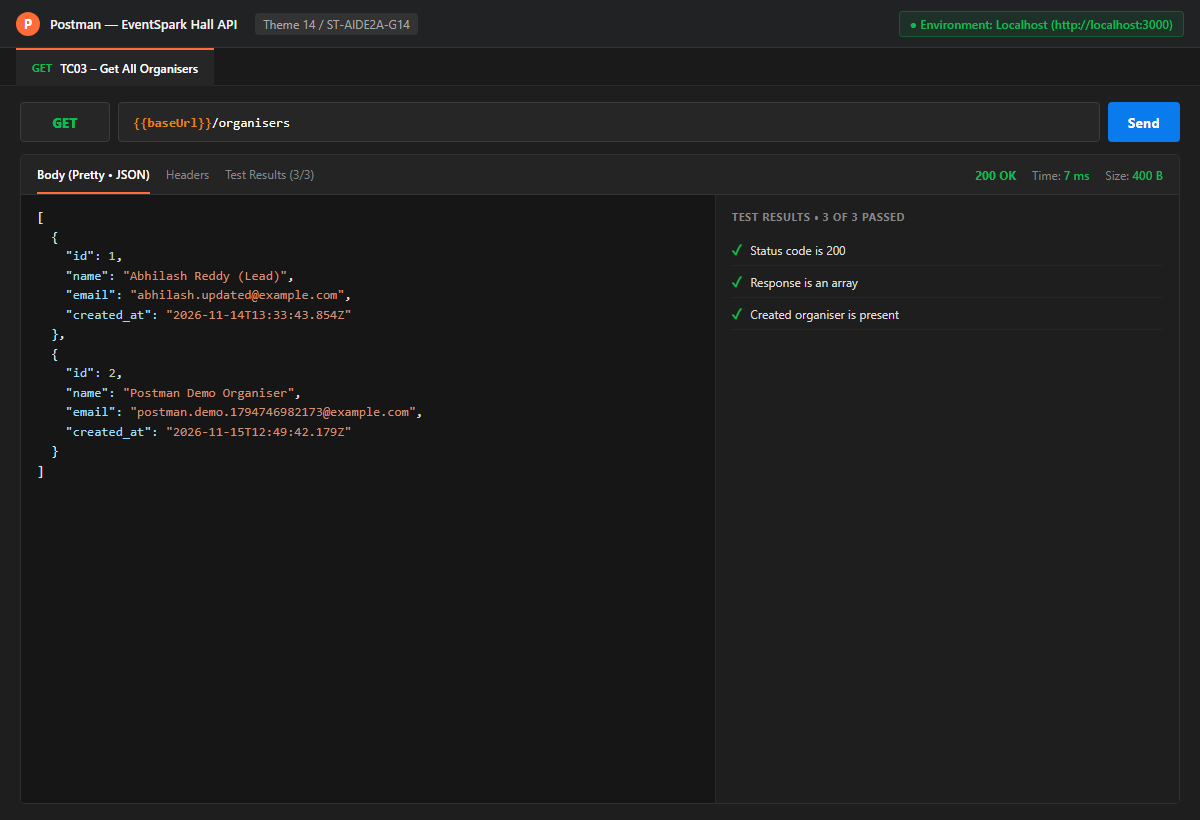 P Postman — EventSpark Hall API Theme 14 / ST-AIDE2A-G14 ● Environment: Localhost (http://localhost:3000)
GET TC03 – Get All Organisers
GET {{baseUrl}}/organisers Send
Body (Pretty • JSON) Headers Test Results (3/3) 200 OK Time: 7 ms Size: 400 B
[
  {
    "id": 1,
    "name": "Abhilash Reddy (Lead)",
    "email": "abhilash.updated@example.com",
    "created_at": "2026-11-14T13:33:43.854Z"
  },
  {
    "id": 2,
    "name": "Postman Demo Organiser",
    "email": "postman.demo.1794746982173@example.com",
    "created_at": "2026-11-15T12:49:42.179Z"
  }
]
TEST RESULTS • 3 OF 3 PASSED
✓ Status code is 200
✓ Response is an array
✓ Created organiser is present